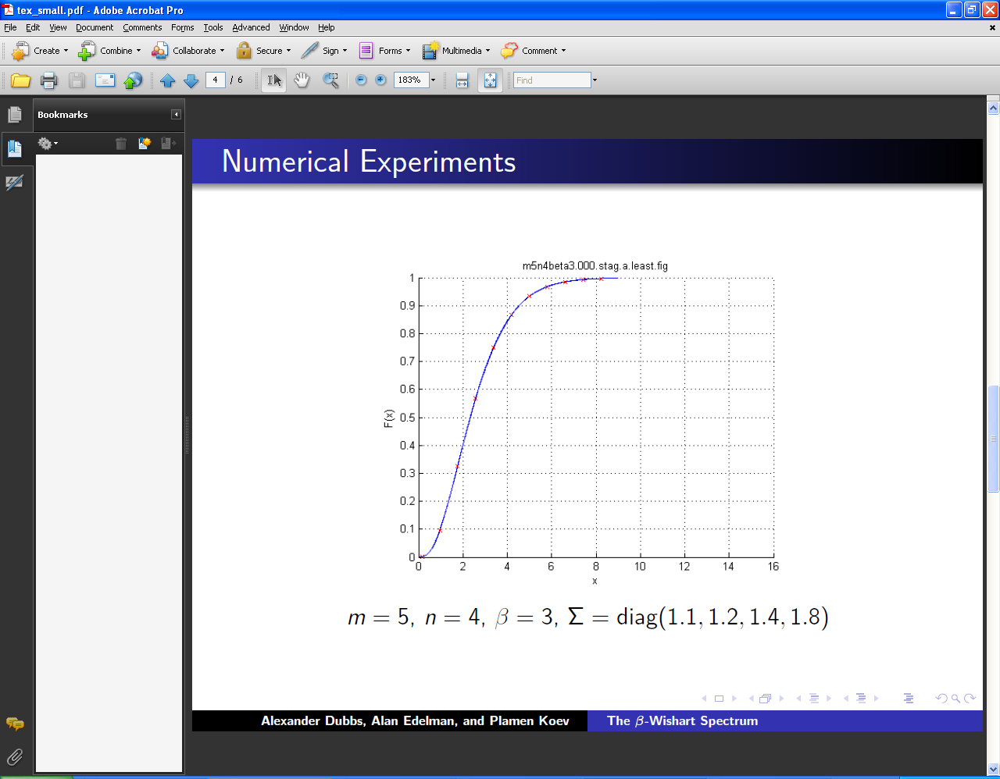 tex_small.pdf - Adobe Acrobat Pro
File Edit View Document Comments Forms Tools Advanced Window Help
Create Combine Collaborate Secure Sign Forms Multimedia Comment
4 / 6 183% Find
Bookmarks
Numerical Experiments
m5n4beta3.000.stag.a.least.fig
1
0.9
0.8
0.7
0.6
0.5
0.4
0.3
0.2
0.1
0
F(x)
0 2 4 6 8 10 12 14 16
x
m = 5, n = 4, β = 3, Σ = diag(1.1, 1.2, 1.4, 1.8)
Alexander Dubbs, Alan Edelman, and Plamen Koev The β-Wishart Spectrum